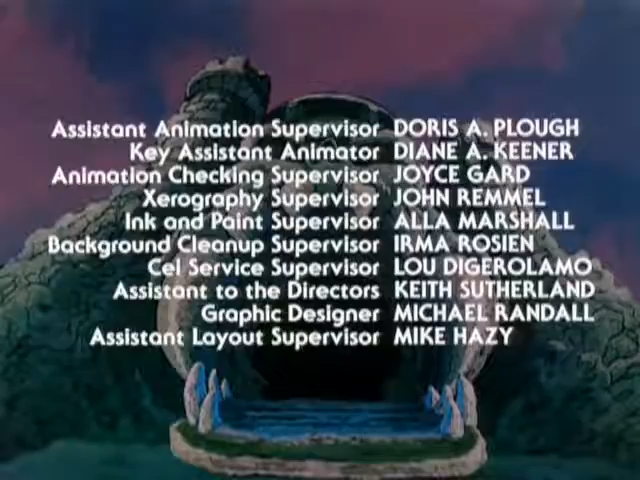 Assistant Animation Supervisor DORIS A. PLOUGH
Key Assistant Animator DIANE A. KEENER
Animation Checking Supervisor JOYCE GARD
Xerography Supervisor JOHN REMMEL
Ink and Paint Supervisor ALLA MARSHALL
Background Cleanup Supervisor IRMA ROSIEN
Cel Service Supervisor LOU DIGEROLAMO
Assistant to the Directors KEITH SUTHERLAND
Graphic Designer MICHAEL RANDALL
Assistant Layout Supervisor MIKE HAZY